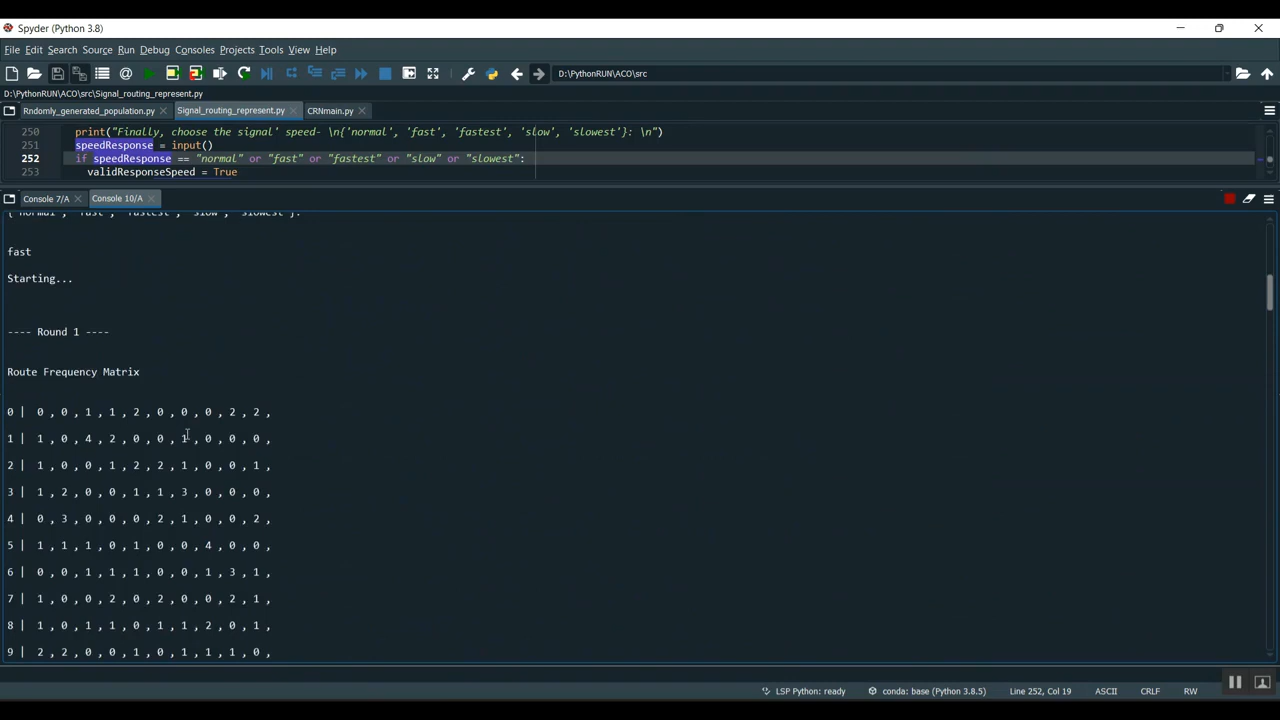 Spyder (Python 3.8)
File Edit Search Source Run Debug Consoles Projects Tools View Help
D:\PythonRUN\ACO\src
D:\PythonRUN\ACO\src\Signal_routing_represent.py
Rndomly_generated_population.py Signal_routing_represent.py CRNmain.py
250 print("Finally, choose the signal' speed- \n{'normal', 'fast', 'fastest', 'slow', 'slowest'}: \n")
251 speedResponse = input()
252 if speedResponse == "normal" or "fast" or "fastest" or "slow" or "slowest":
253 validResponseSpeed = True
Console 7/A Console 10/A
{'normal', 'fast', 'fastest', 'slow', 'slowest'}:
fast
Starting...
---- Round 1 ----
Route Frequency Matrix
0 | 0 , 0 , 1 , 1 , 2 , 0 , 0 , 0 , 2 , 2 ,
1 | 1 , 0 , 4 , 2 , 0 , 0 , 1 , 0 , 0 , 0 ,
2 | 1 , 0 , 0 , 1 , 2 , 2 , 1 , 0 , 0 , 1 ,
3 | 1 , 2 , 0 , 0 , 1 , 1 , 3 , 0 , 0 , 0 ,
4 | 0 , 3 , 0 , 0 , 0 , 2 , 1 , 0 , 0 , 2 ,
5 | 1 , 1 , 1 , 0 , 1 , 0 , 0 , 4 , 0 , 0 ,
6 | 0 , 0 , 1 , 1 , 1 , 0 , 0 , 1 , 3 , 1 ,
7 | 1 , 0 , 0 , 2 , 0 , 2 , 0 , 0 , 2 , 1 ,
8 | 1 , 0 , 1 , 1 , 0 , 1 , 1 , 2 , 0 , 1 ,
9 | 2 , 2 , 0 , 0 , 1 , 0 , 1 , 1 , 1 , 0 ,
LSP Python: ready conda: base (Python 3.8.5) Line 252, Col 19 ASCII CRLF RW